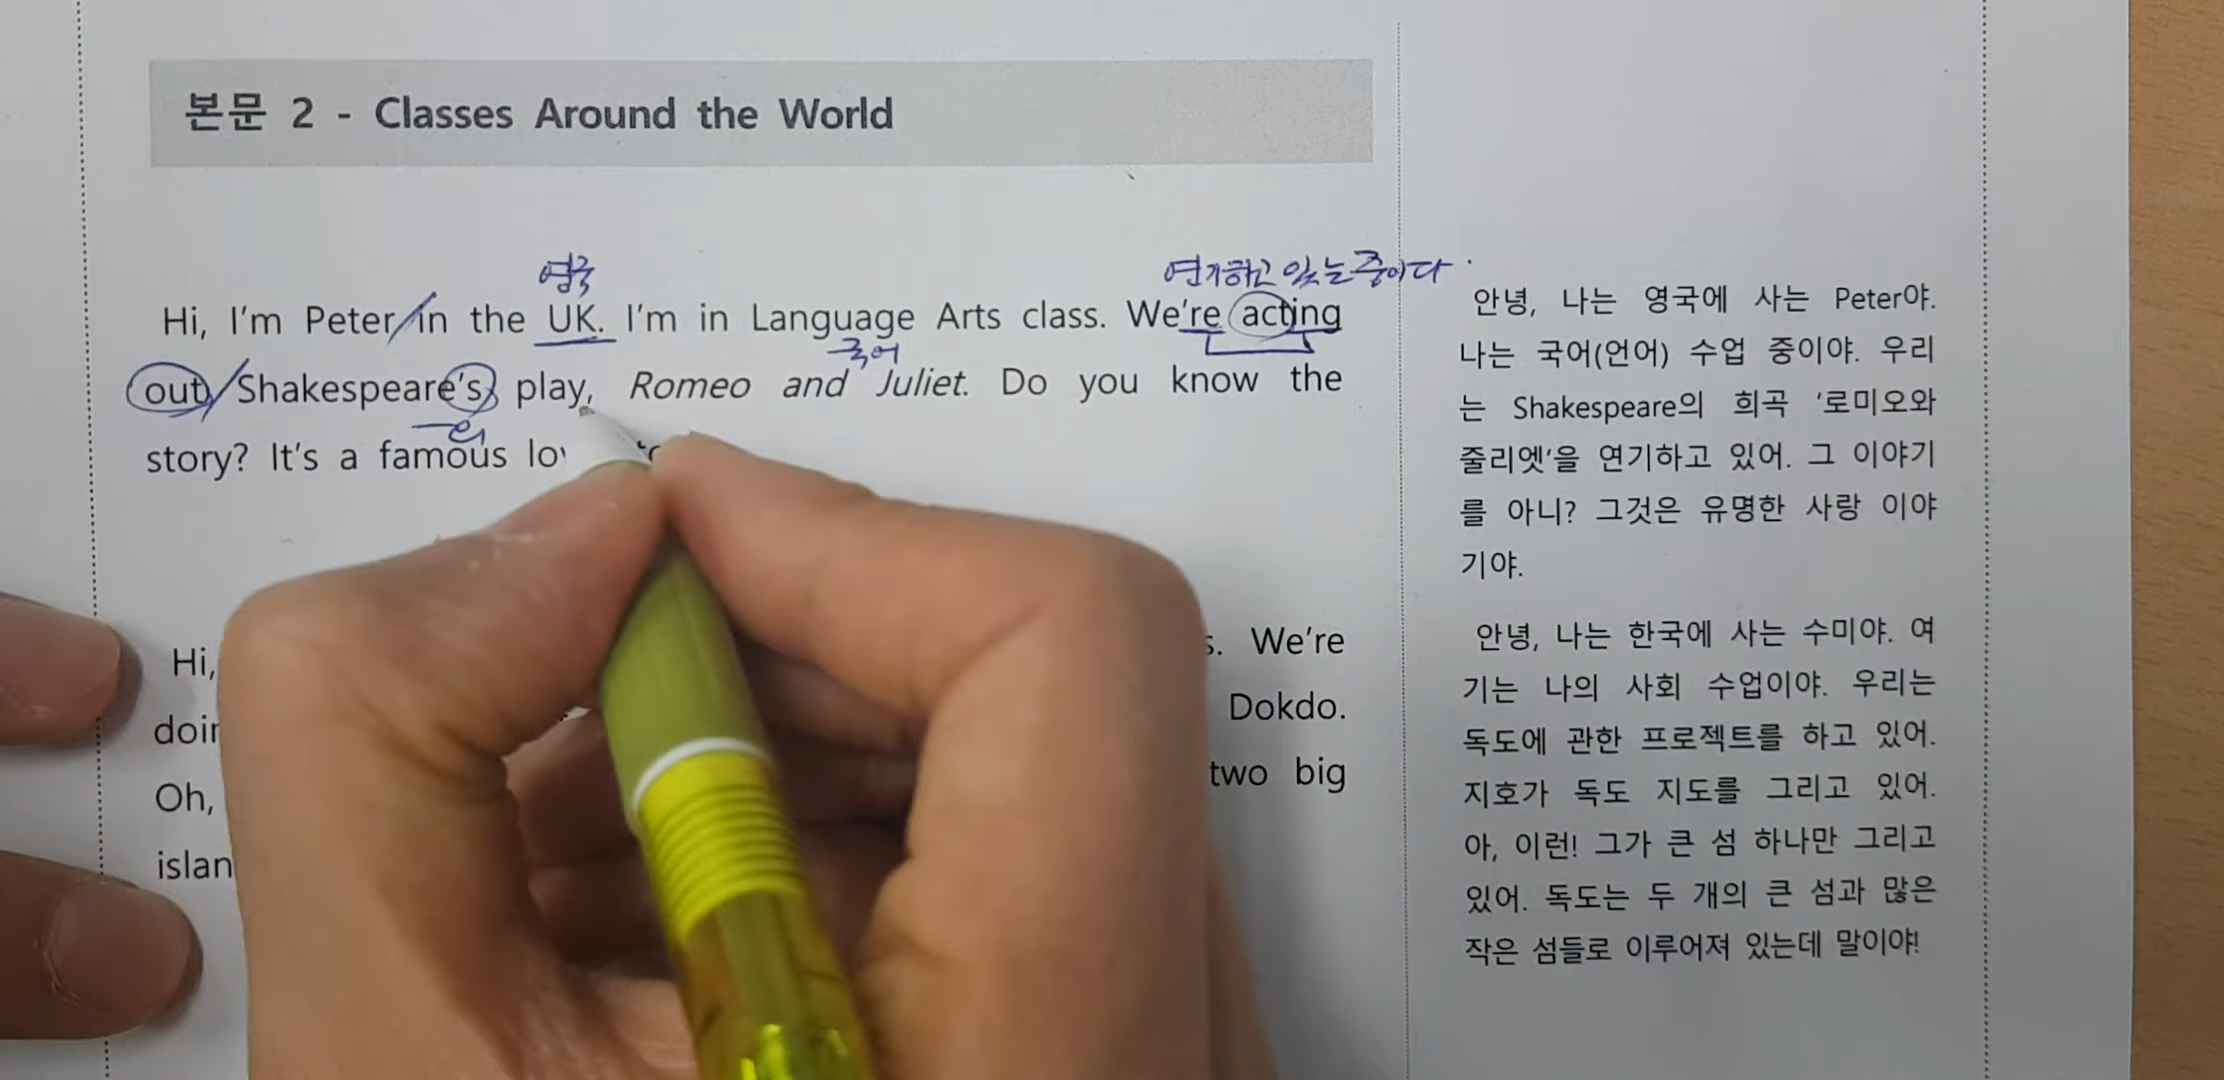 본문 2 - Classes Around the World
영국
연기하고 있는 중이다
Hi, I'm Peter in the UK. I'm in Language Arts class. We're acting
국어
out Shakespeare's play, Romeo and Juliet. Do you know the
의
story? It's a famous
Hi, s. We're
Dokdo.
Oh, two big
안녕, 나는 영국에 사는 Peter야.
나는 국어(언어) 수업 중이야. 우리
는 Shakespeare의 희곡 '로미오와
줄리엣'을 연기하고 있어. 그 이야기
를 아니? 그것은 유명한 사랑 이야
기야.
안녕, 나는 한국에 사는 수미야. 여
기는 나의 사회 수업이야. 우리는
독도에 관한 프로젝트를 하고 있어.
지호가 독도 지도를 그리고 있어.
아, 이런! 그가 큰 섬 하나만 그리고
있어. 독도는 두 개의 큰 섬과 많은
작은 섬들로 이루어져 있는데 말이야!